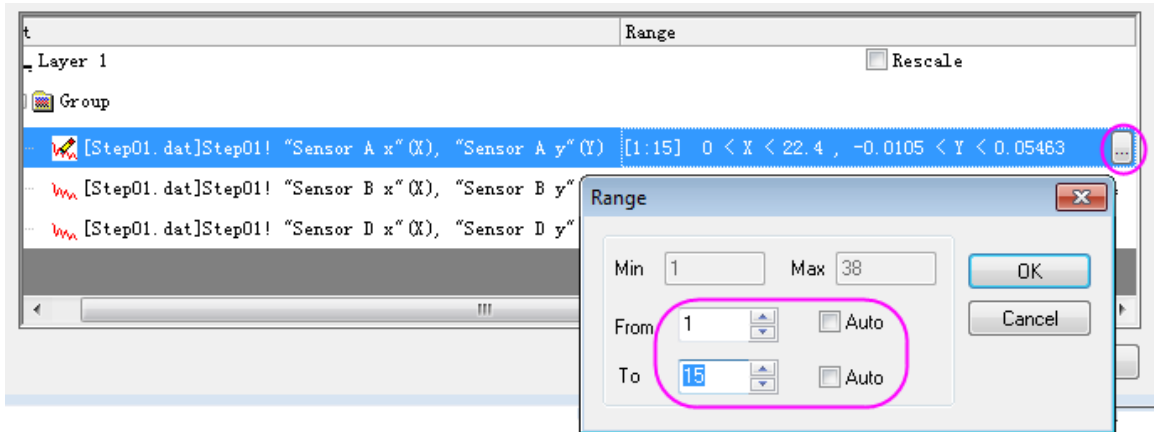 t Range
Layer 1 Rescale
Group
[Step01.dat]Step01! "Sensor A x"(X), "Sensor A y"(Y) [1:15] 0 < X < 22.4 , -0.0105 < Y < 0.05463 ...
[Step01.dat]Step01! "Sensor B x"(X), "Sensor B y"
[Step01.dat]Step01! "Sensor D x"(X), "Sensor D y"
Range
Min 1 Max 38 OK
From 1 Auto Cancel
To 15 Auto